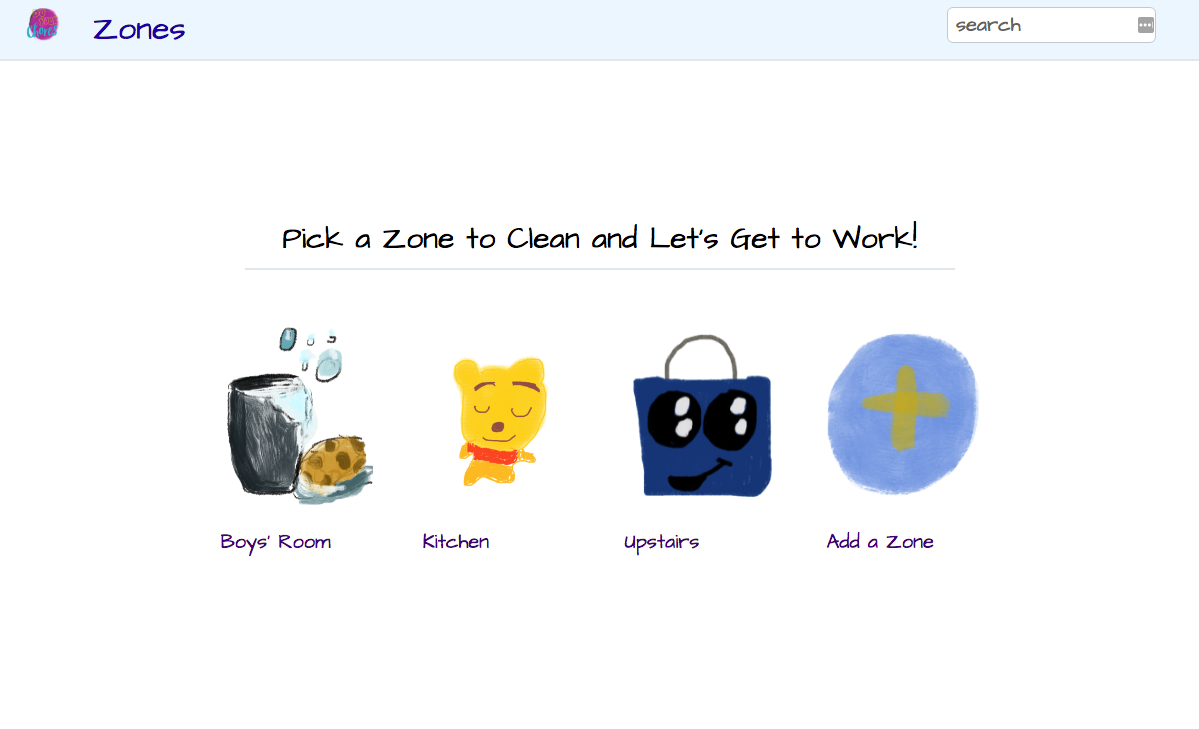 Zones
search
Pick a Zone to Clean and Let's Get to Work!
Boys' Room
Kitchen
Upstairs
Add a Zone